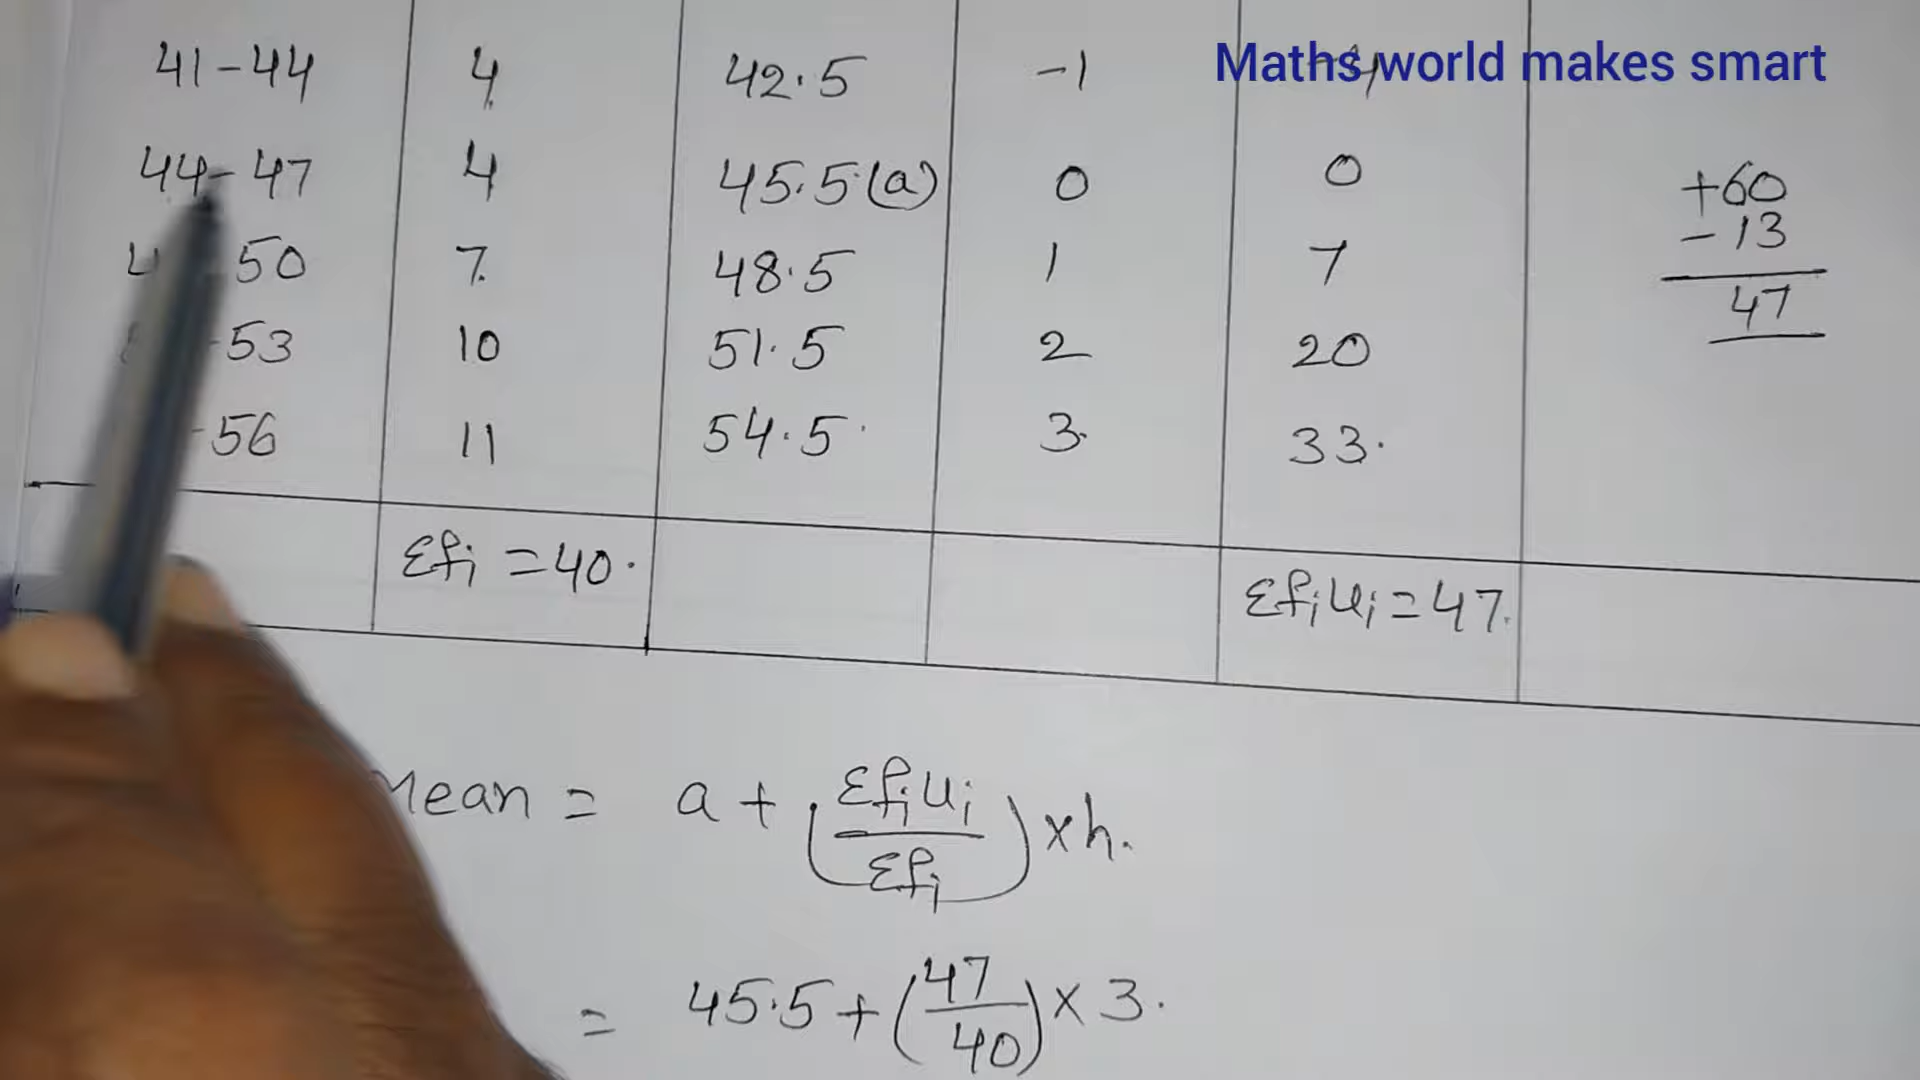 Maths world makes smart
41-44 4 42.5 -1
44-47 4 45.5(a) 0 0
50 7 48.5 1 7
-53 10 51.5 2 20
-56 11 54.5 3 33
+60
-13
47
Σfi = 40. Σfiui = 47.
Mean = a + (Σfiui / Σfi) × h.
= 45.5 + (47 / 40) × 3.